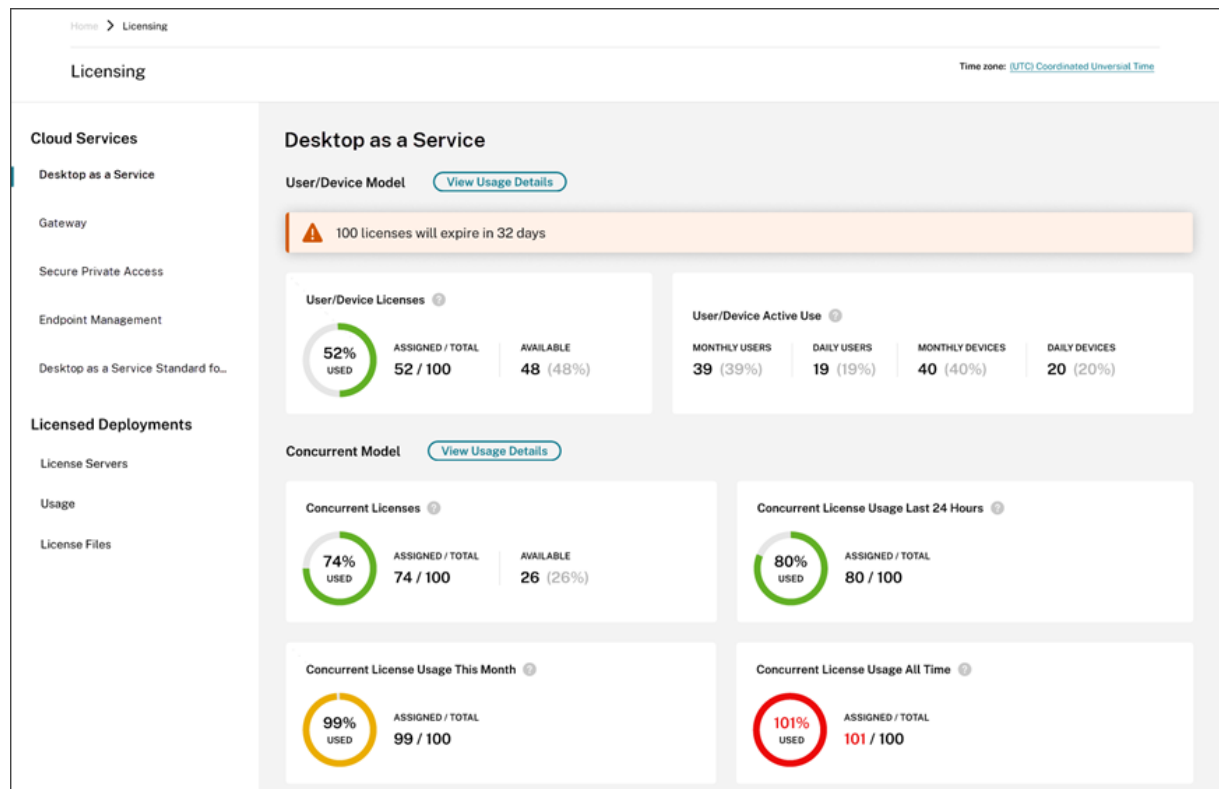 Home > Licensing
Licensing
Time zone: (UTC) Coordinated Unversial Time
Cloud Services
Desktop as a Service
Gateway
Secure Private Access
Endpoint Management
Desktop as a Service Standard fo...
Licensed Deployments
License Servers
Usage
License Files
Desktop as a Service
User/Device Model View Usage Details
100 licenses will expire in 32 days
User/Device Licenses ?
52% USED
ASSIGNED / TOTAL
52 / 100
AVAILABLE
48 (48%)
User/Device Active Use ?
MONTHLY USERS
39 (39%)
DAILY USERS
19 (19%)
MONTHLY DEVICES
40 (40%)
DAILY DEVICES
20 (20%)
Concurrent Model View Usage Details
Concurrent Licenses ?
74%
USED
ASSIGNED / TOTAL
74 / 100
AVAILABLE
26 (26%)
Concurrent License Usage Last 24 Hours ?
80%
USED
ASSIGNED / TOTAL
80 / 100
Concurrent License Usage This Month ?
99%
USED
ASSIGNED / TOTAL
99 / 100
Concurrent License Usage All Time ?
101%
USED
ASSIGNED / TOTAL
101 / 100